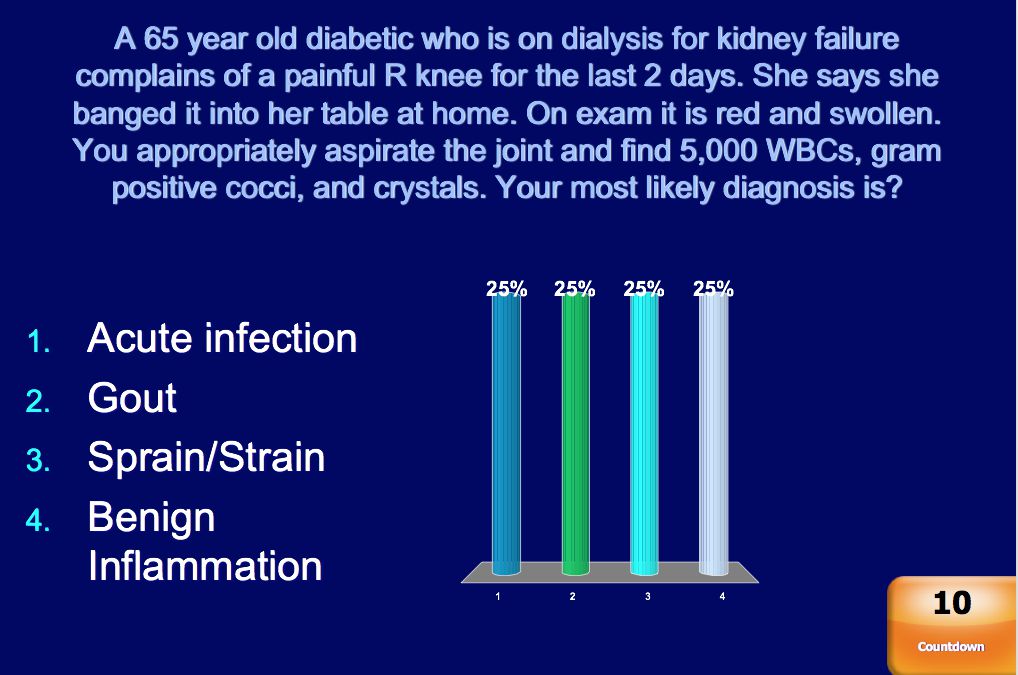 A 65 year old diabetic who is on dialysis for kidney failure
complains of a painful R knee for the last 2 days. She says she
banged it into her table at home. On exam it is red and swollen.
You appropriately aspirate the joint and find 5,000 WBCs, gram
positive cocci, and crystals. Your most likely diagnosis is?
1. Acute infection
2. Gout
3. Sprain/Strain
4. Benign
Inflammation
25% 25% 25% 25%
1 2 3 4
10
Countdown